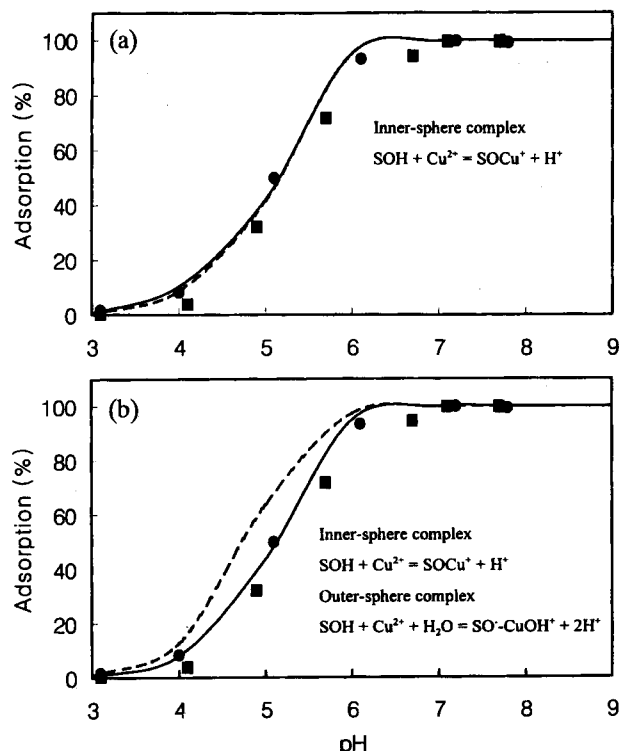 (a)
Adsorption (%)
100
80
60
40
20
0
Inner-sphere complex
SOH + Cu²⁺ = SOCu⁺ + H⁺
3 4 5 6 7 8 9
(b)
Adsorption (%)
100
80
60
40
20
0
Inner-sphere complex
SOH + Cu²⁺ = SOCu⁺ + H⁺
Outer-sphere complex
SOH + Cu²⁺ + H₂O = SO⁻-CuOH⁺ + 2H⁺
3 4 5 6 7 8 9
pH